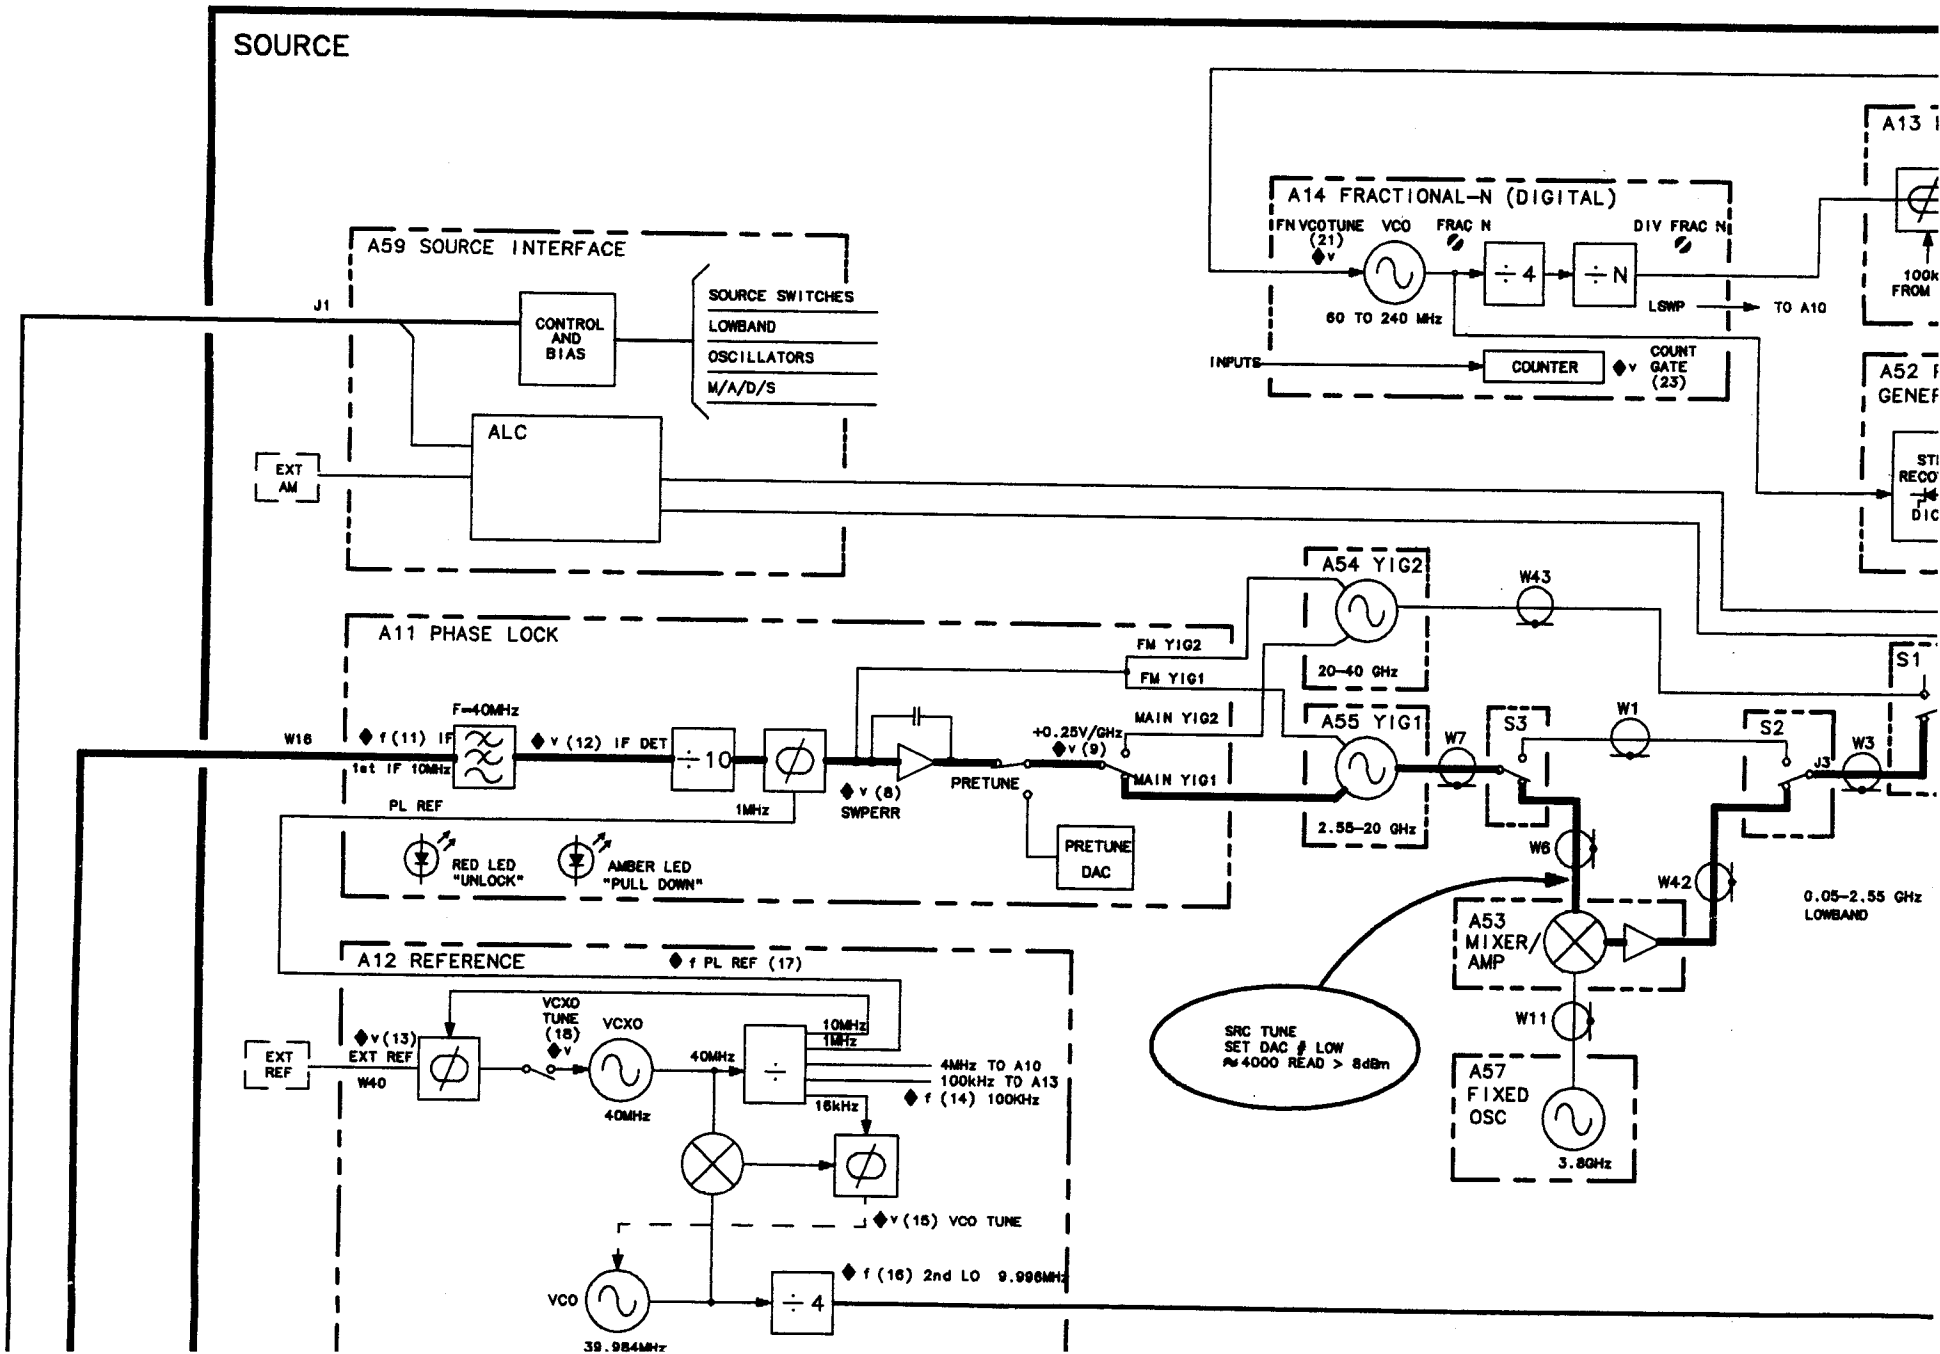 SOURCE
A13
A14 FRACTIONAL-N (DIGITAL)
FN VCOTUNE
(21)
◆v
VCO
FRAC N
DIV FRAC N
÷4
÷N
60 TO 240 MHz
LSWP
TO A10
100k
FROM
INPUTS
COUNTER
◆v
COUNT
GATE
(23)
A52
GENER
RECO
A59 SOURCE INTERFACE
J1
CONTROL
AND
BIAS
SOURCE SWITCHES
LOWBAND
OSCILLATORS
M/A/D/S
ALC
EXT
AM
A54 YIG2
20-40 GHz
W43
S1
A11 PHASE LOCK
FM YIG2
FM YIG1
MAIN YIG2
MAIN YIG1
A55 YIG1
2.55-20 GHz
W7
S3
W1
S2
J3
W3
W16
◆ f (11) IF
1st IF 10MHz
F=40MHz
◆ v (12) IF DET
÷10
1MHz
◆ v (8)
SWPERR
PRETUNE
+0.25V/GHz
◆ v (9)
PRETUNE
DAC
PL REF
RED LED
"UNLOCK"
AMBER LED
"PULL DOWN"
W6
W42
0.05-2.55 GHz
LOWBAND
A53
MIXER/
AMP
W11
A57
FIXED
OSC
3.8GHz
SRC TUNE
SET DAC # LOW
≈4000 READ > 8dBm
A12 REFERENCE
◆ f PL REF (17)
EXT
REF
◆ v (13)
EXT REF
W40
VCXO
TUNE
(18)
◆v
VCXO
40MHz
40MHz
÷
10MHz
1MHz
4MHz TO A10
100kHz TO A13
◆ f (14) 100KHz
16kHz
◆ v (15) VCO TUNE
VCO
39.984MHz
÷4
◆ f (16) 2nd LO 9.996MHz